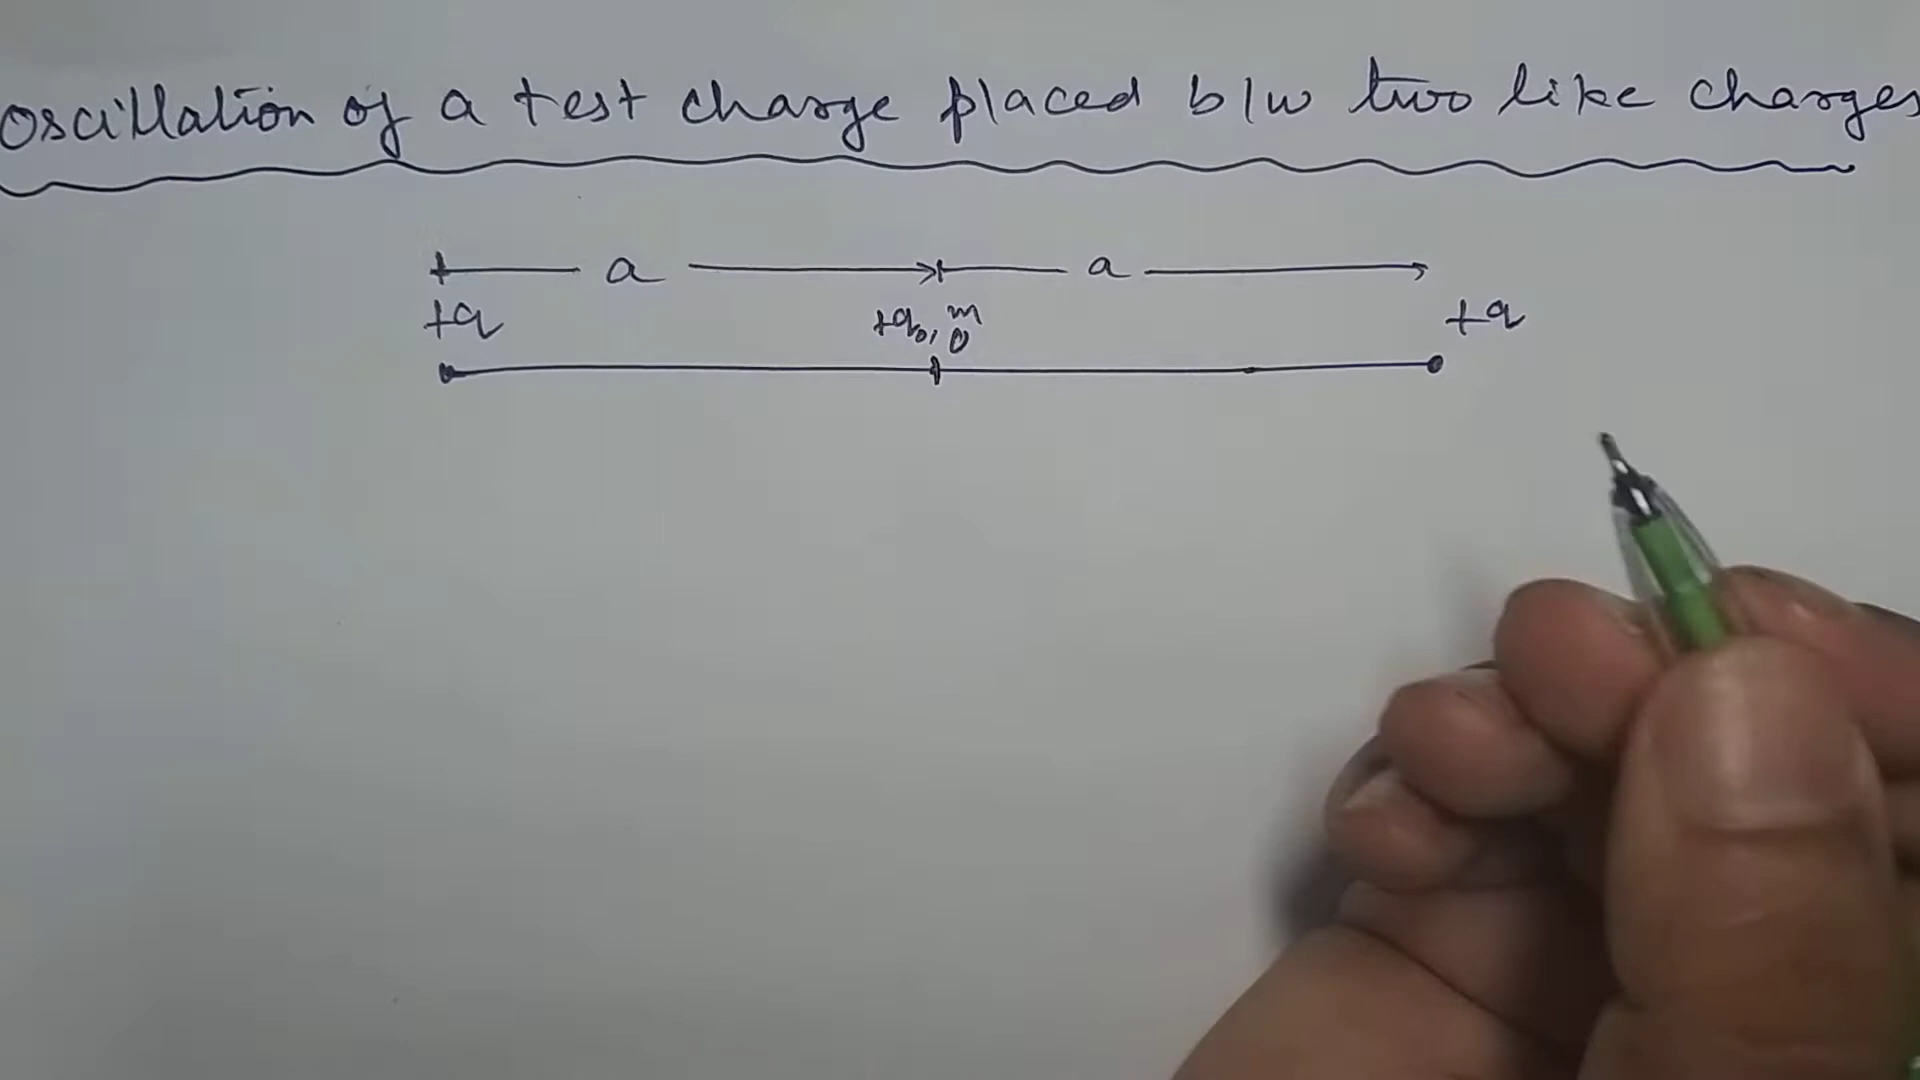 Oscillation of a test charge placed b/w two like charges
a a
+q +q₀, m +q
O